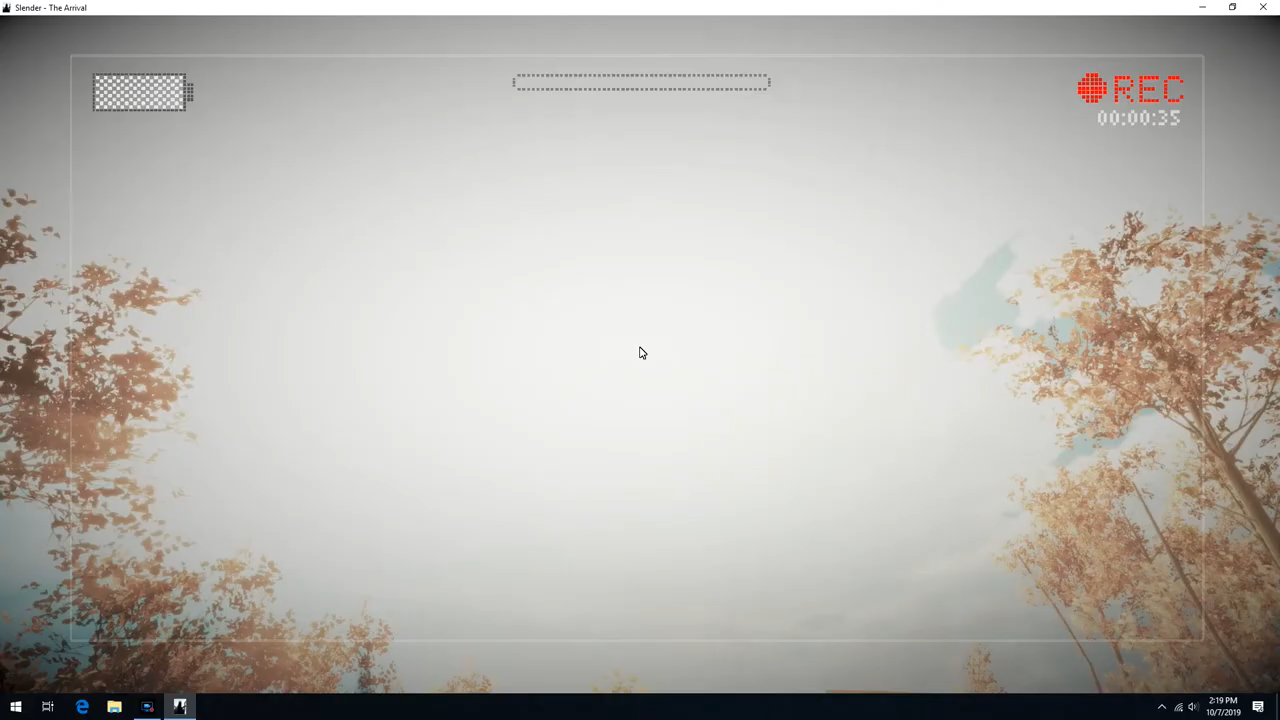 Slender - The Arrival
REC
00:00:35
2:19 PM
10/7/2019